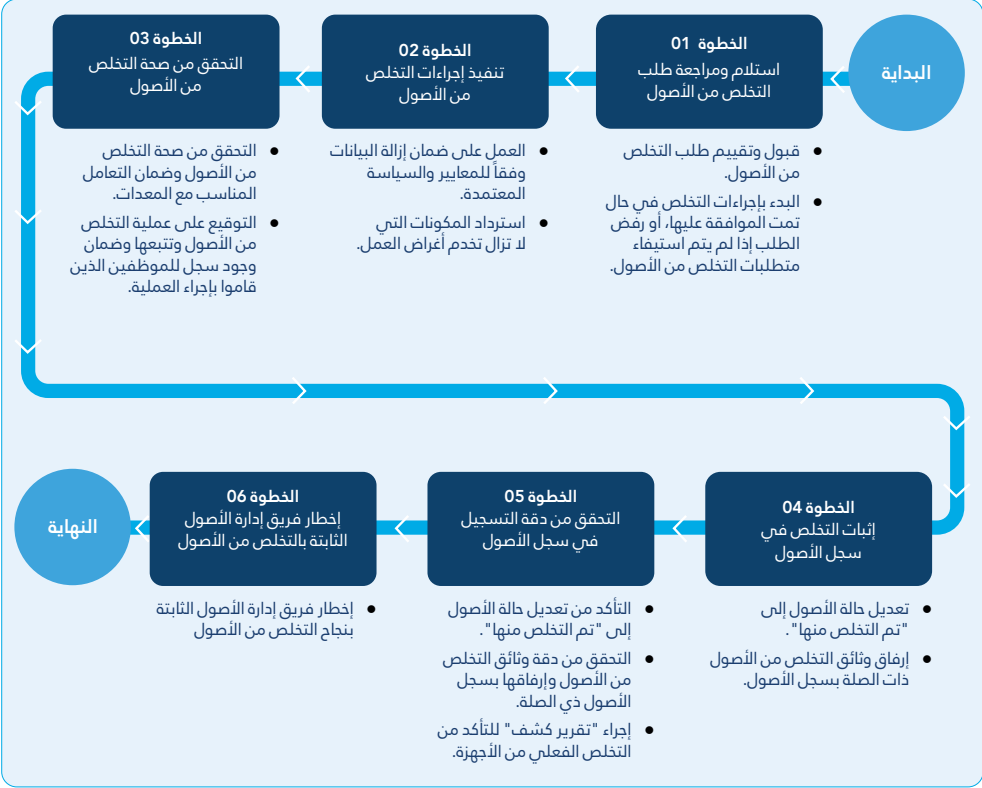 البداية
الخطوة 01
استلام ومراجعة طلب
التخلص من الأصول
● قبول وتقييم طلب التخلص
من الأصول.
● البدء بإجراءات التخلص في حال
تمت الموافقة عليها، أو رفض
الطلب إذا لم يتم استيفاء
متطلبات التخلص من الأصول.
الخطوة 02
تنفيذ إجراءات التخلص
من الأصول
● العمل على ضمان إزالة البيانات
وفقاً للمعايير والسياسة
المعتمدة.
● استرداد المكونات التي
لا تزال تخدم أغراض العمل.
الخطوة 03
التحقق من صحة التخلص
من الأصول
● التحقق من صحة التخلص
من الأصول وضمان التعامل
المناسب مع المعدات.
● التوقيع على عملية التخلص
من الأصول وتتبعها وضمان
وجود سجل للموظفين الذين
قاموا بإجراء العملية.
الخطوة 04
إثبات التخلص في
سجل الأصول
● تعديل حالة الأصول إلى
"تم التخلص منها".
● إرفاق وثائق التخلص من الأصول
ذات الصلة بسجل الأصول.
الخطوة 05
التحقق من دقة التسجيل
في سجل الأصول
● التأكد من تعديل حالة الأصول
إلى "تم التخلص منها".
● التحقق من دقة وثائق التخلص
من الأصول وإرفاقها بسجل
الأصول ذي الصلة.
● إجراء "تقرير كشف" للتأكد من
التخلص الفعلي من الأجهزة.
الخطوة 06
إخطار فريق إدارة الأصول
الثابتة بالتخلص من الأصول
● إخطار فريق إدارة الأصول الثابتة
بنجاح التخلص من الأصول
النهاية